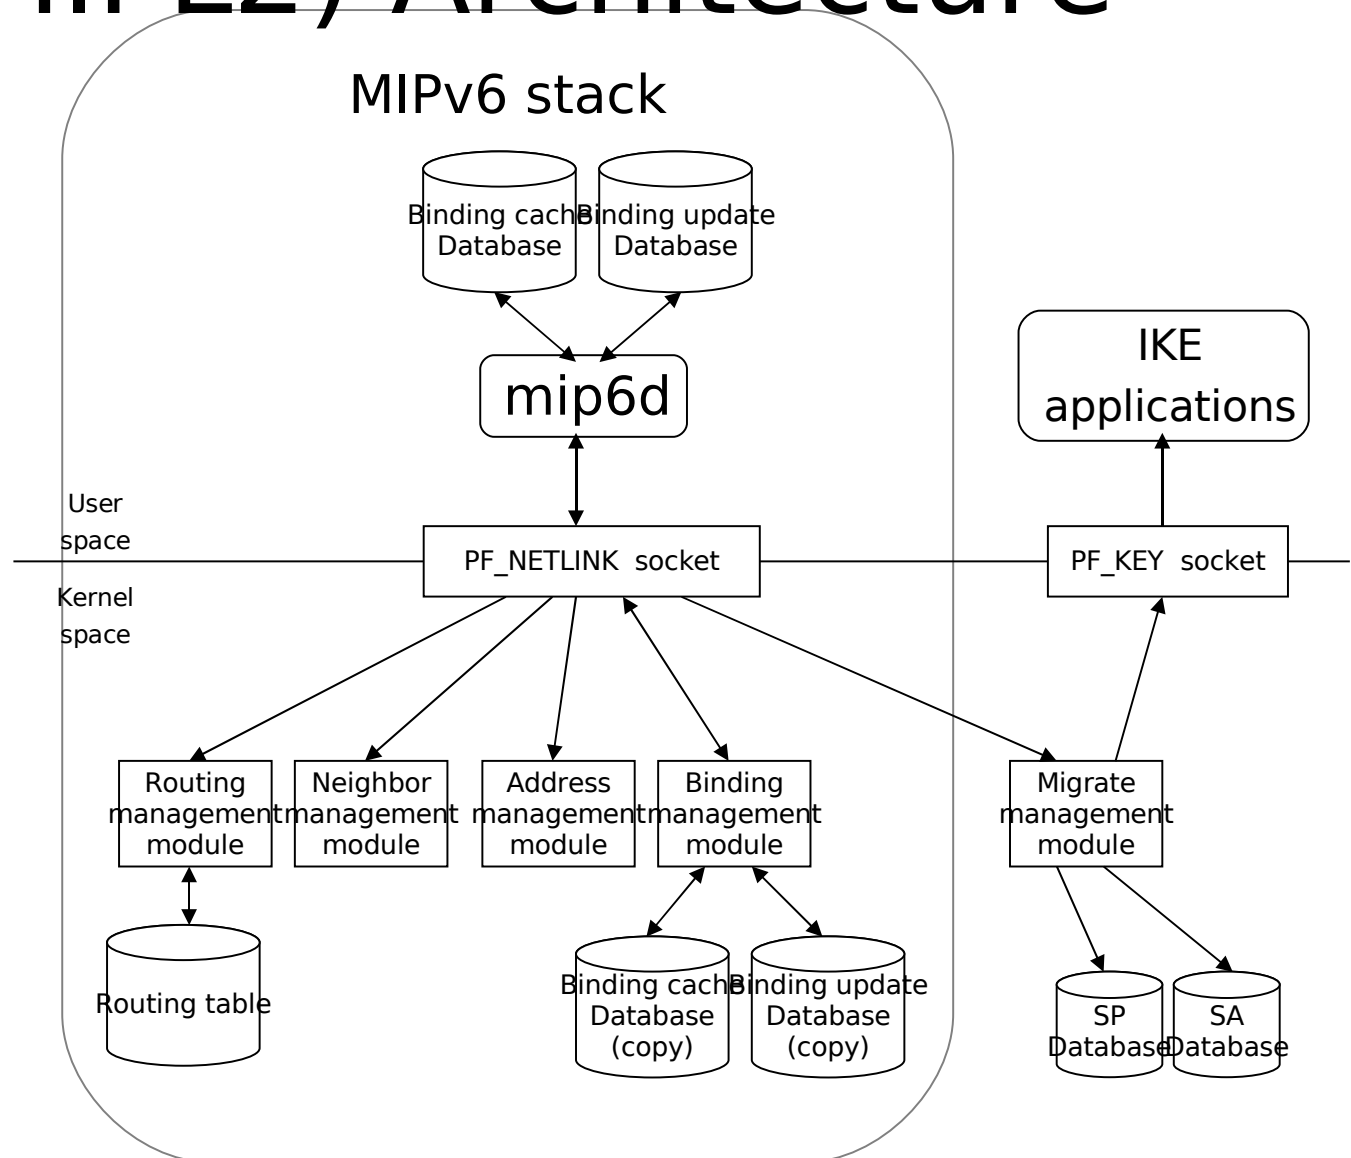 Architecture
MIPv6 stack
Binding cache
Database
Binding update
Database
IKE
applications
mip6d
User
space
PF_NETLINK socket
PF_KEY socket
Kernel
space
Routing
management
module
Neighbor
management
module
Address
management
module
Binding
management
module
Migrate
management
module
Routing table
Binding cache
Database
(copy)
Binding update
Database
(copy)
SP
Database
SA
Database